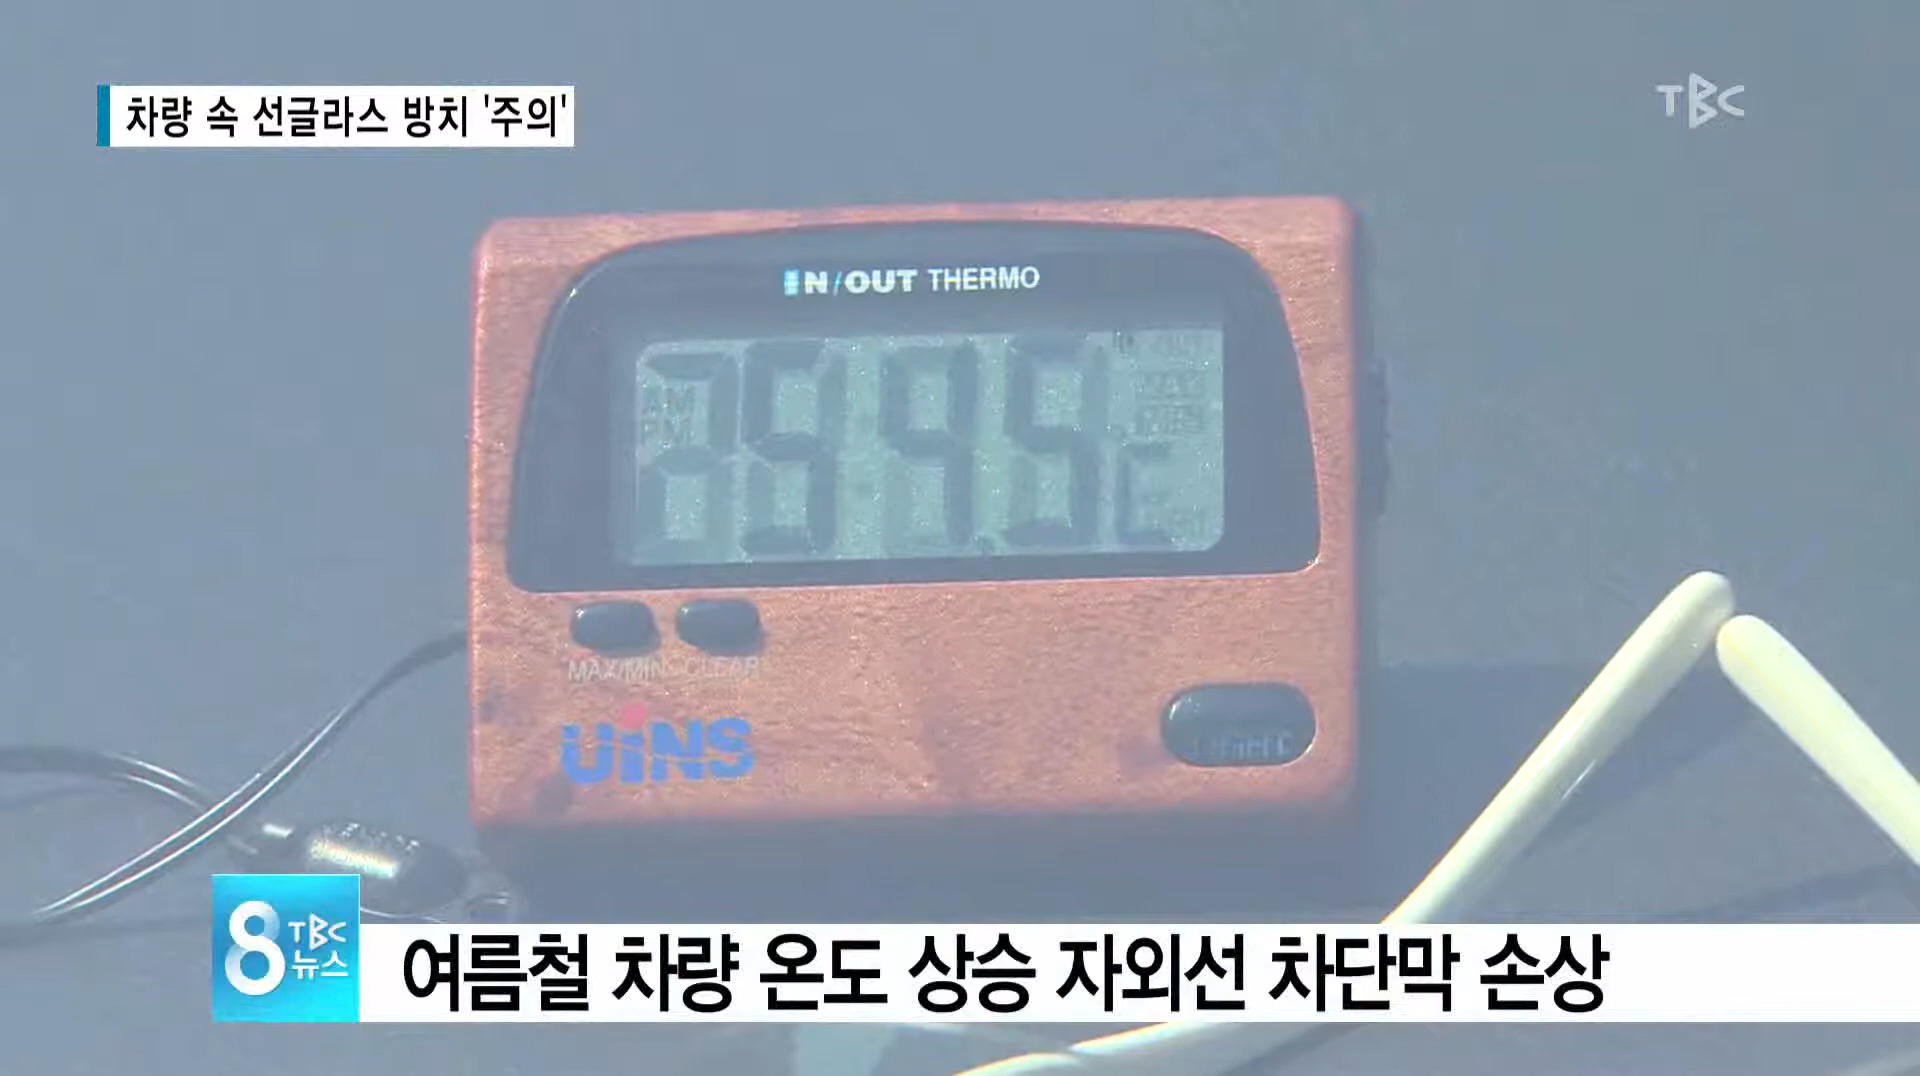 차량 속 선글라스 방치 '주의'
TBC
IN/OUT THERMO
AM
PM
MAX/MIN CLEAR
UiNS
8 TBC 뉴스
여름철 차량 온도 상승 자외선 차단막 손상